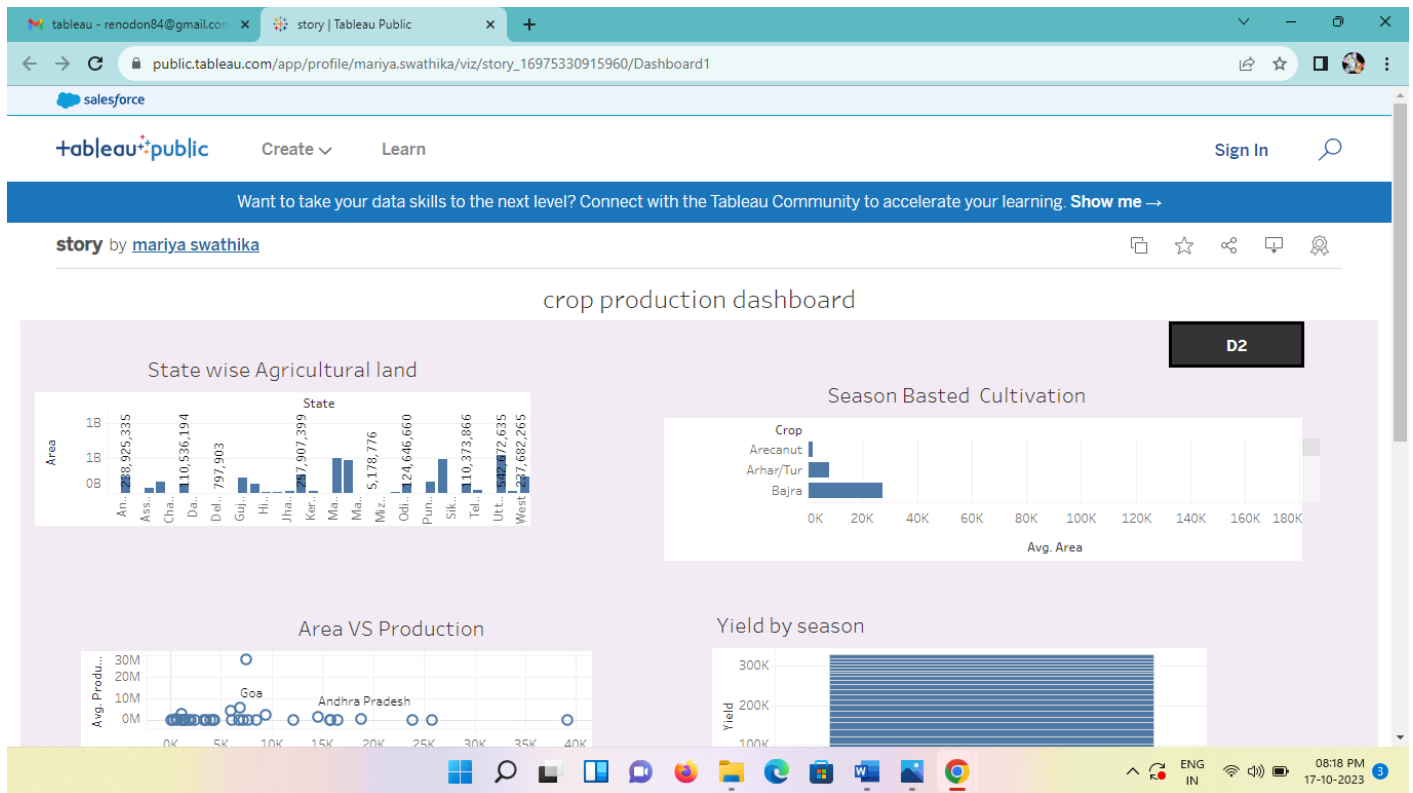 tableau - renodon84@gmail.con
story | Tableau Public
public.tableau.com/app/profile/mariya.swathika/viz/story_16975330915960/Dashboard1
salesforce
+ableau public
Create
Learn
Sign In
Want to take your data skills to the next level? Connect with the Tableau Community to accelerate your learning. Show me →
story by mariya swathika
crop production dashboard
D2
State wise Agricultural land
State
Area
1B
1B
0B
288,925,335
110,536,194
797,903
257,907,399
5,178,776
124,646,660
110,373,866
542,672,635
237,682,265
An..
Ass..
Cha..
Da..
Del..
Guj..
Hi..
Jha..
Ker..
Ma..
Ma..
Miz..
Odi..
Pun..
Sik..
Tel..
Utt..
West
Season Basted Cultivation
Crop
Arecanut
Arhar/Tur
Bajra
0K 20K 40K 60K 80K 100K 120K 140K 160K 180K
Avg. Area
Area VS Production
Avg. Produ...
30M
20M
10M
0M
Goa
Andhra Pradesh
0K 5K 10K 15K 20K 25K 30K 35K 40K
Yield by season
Yield
300K
200K
100K
ENG
IN
08:18 PM
17-10-2023
3